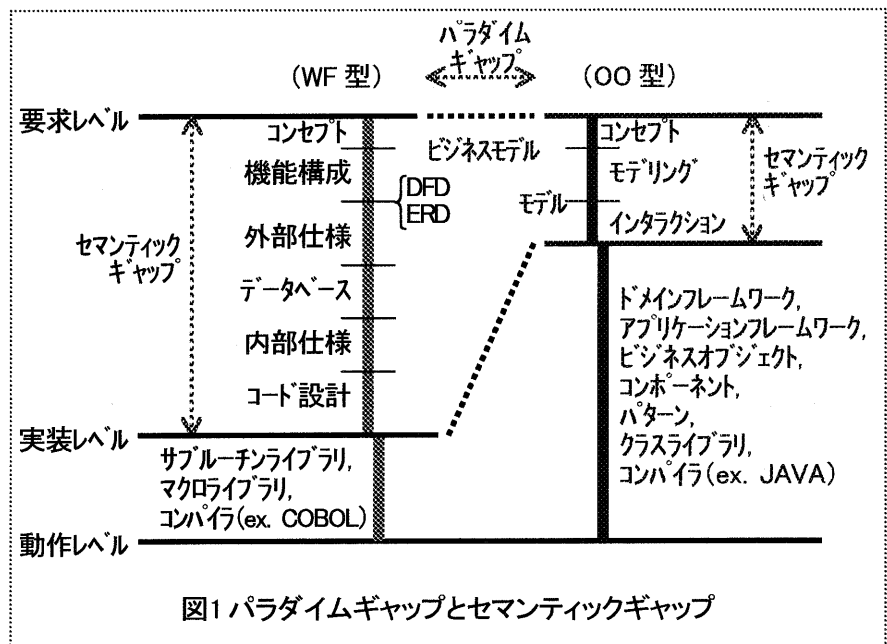 パラダイム
ギャップ
(WF 型)
(OO 型)
要求レベル
コンセプト
機能構成
DFD
ERD
外部仕様
データベース
内部仕様
コード設計
セマンティック
ギャップ
ビジネスモデル
モデル
コンセプト
モデリング
インタラクション
セマンティック
ギャップ
ドメインフレームワーク,
アプリケーションフレームワーク,
ビジネスオブジェクト,
コンポーネント,
パターン,
クラスライブラリ,
コンパイラ(ex. JAVA)
実装レベル
サブルーチンライブラリ,
マクロライブラリ,
コンパイラ(ex. COBOL)
動作レベル
図1 パラダイムギャップとセマンティックギャップ